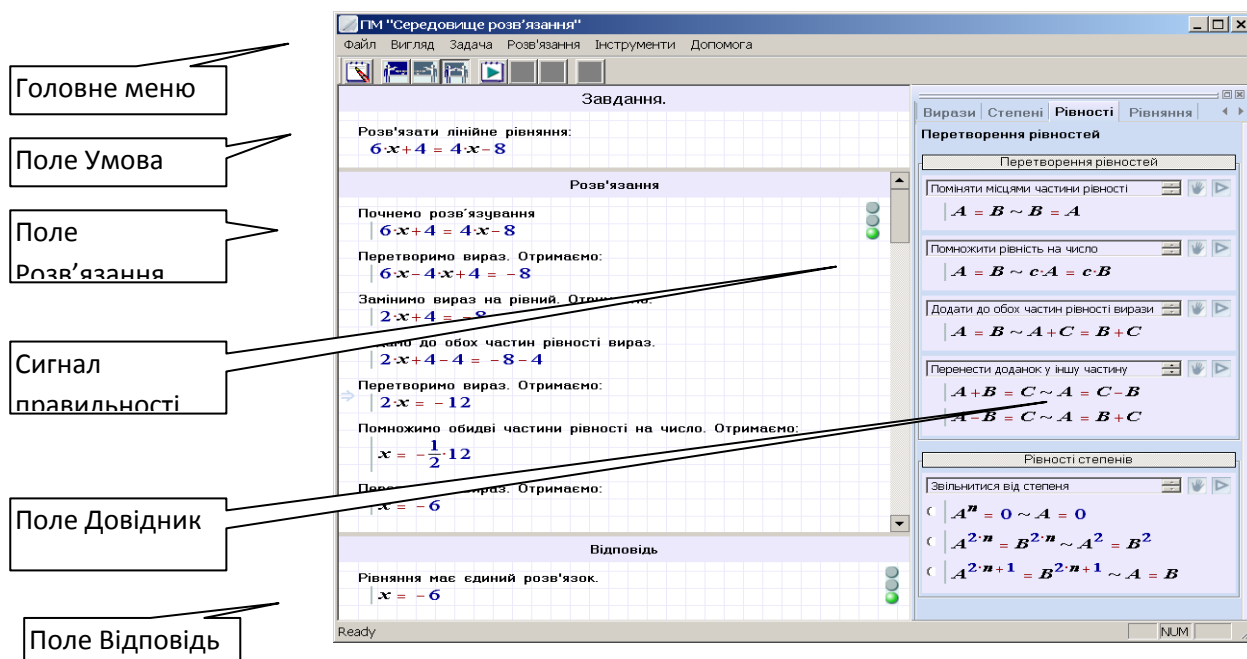 Головне меню
Поле Умова
Поле
Розв’язання
Сигнал
правильності
Поле Довідник
Поле Відповідь
ПМ "Середовище розв’язання"
Файл Вигляд Задача Розв'язання Інструменти Допомога
Завдання.
Розв'язати лінійне рівняння:
6·x+4 = 4·x−8
Розв'язання
Почнемо розв’язування
6·x+4 = 4·x−8
Перетворимо вираз. Отримаємо:
6·x−4·x+4 = −8
Замінимо вираз на рівний. Отримаємо:
2·x+4 = −8
до обох частин рівності вираз.
2·x+4−4 = −8−4
Перетворимо вираз. Отримаємо:
2·x = −12
Помножимо обидві частини рівності на число. Отримаємо:
x = −1/2·12
Перетворимо вираз. Отримаємо:
x = −6
Відповідь
Рівняння має єдиний розв'язок.
x = −6
Вирази Степені Рівності Рівняння
Перетворення рівностей
Перетворення рівностей
Поміняти місцями частини рівності
A = B ~ B = A
Помножити рівність на число
A = B ~ c·A = c·B
Додати до обох частин рівності вирази
A = B ~ A+C = B+C
Перенести доданок у іншу частину
A+B = C ~ A = C−B
A−B = C ~ A = B+C
Рівності степенів
Звільнитися від степеня
Aⁿ = 0 ~ A = 0
A^2·n = B^2·n ~ A² = B²
A^2·n+1 = B^2·n+1 ~ A = B
Ready
NUM